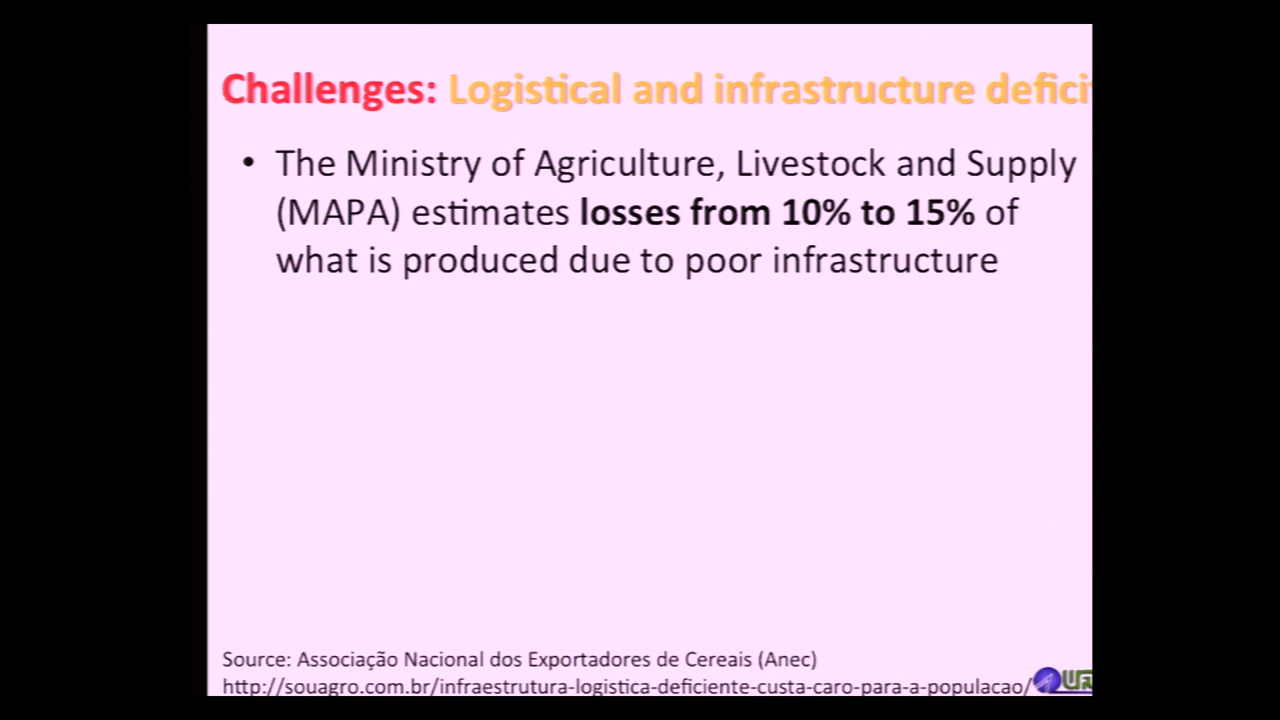 Challenges: Logistical and infrastructure defici
• The Ministry of Agriculture, Livestock and Supply
(MAPA) estimates losses from 10% to 15% of
what is produced due to poor infrastructure
Source: Associação Nacional dos Exportadores de Cereais (Anec)
http://souagro.com.br/infraestrutura-logistica-deficiente-custa-caro-para-a-populacao/